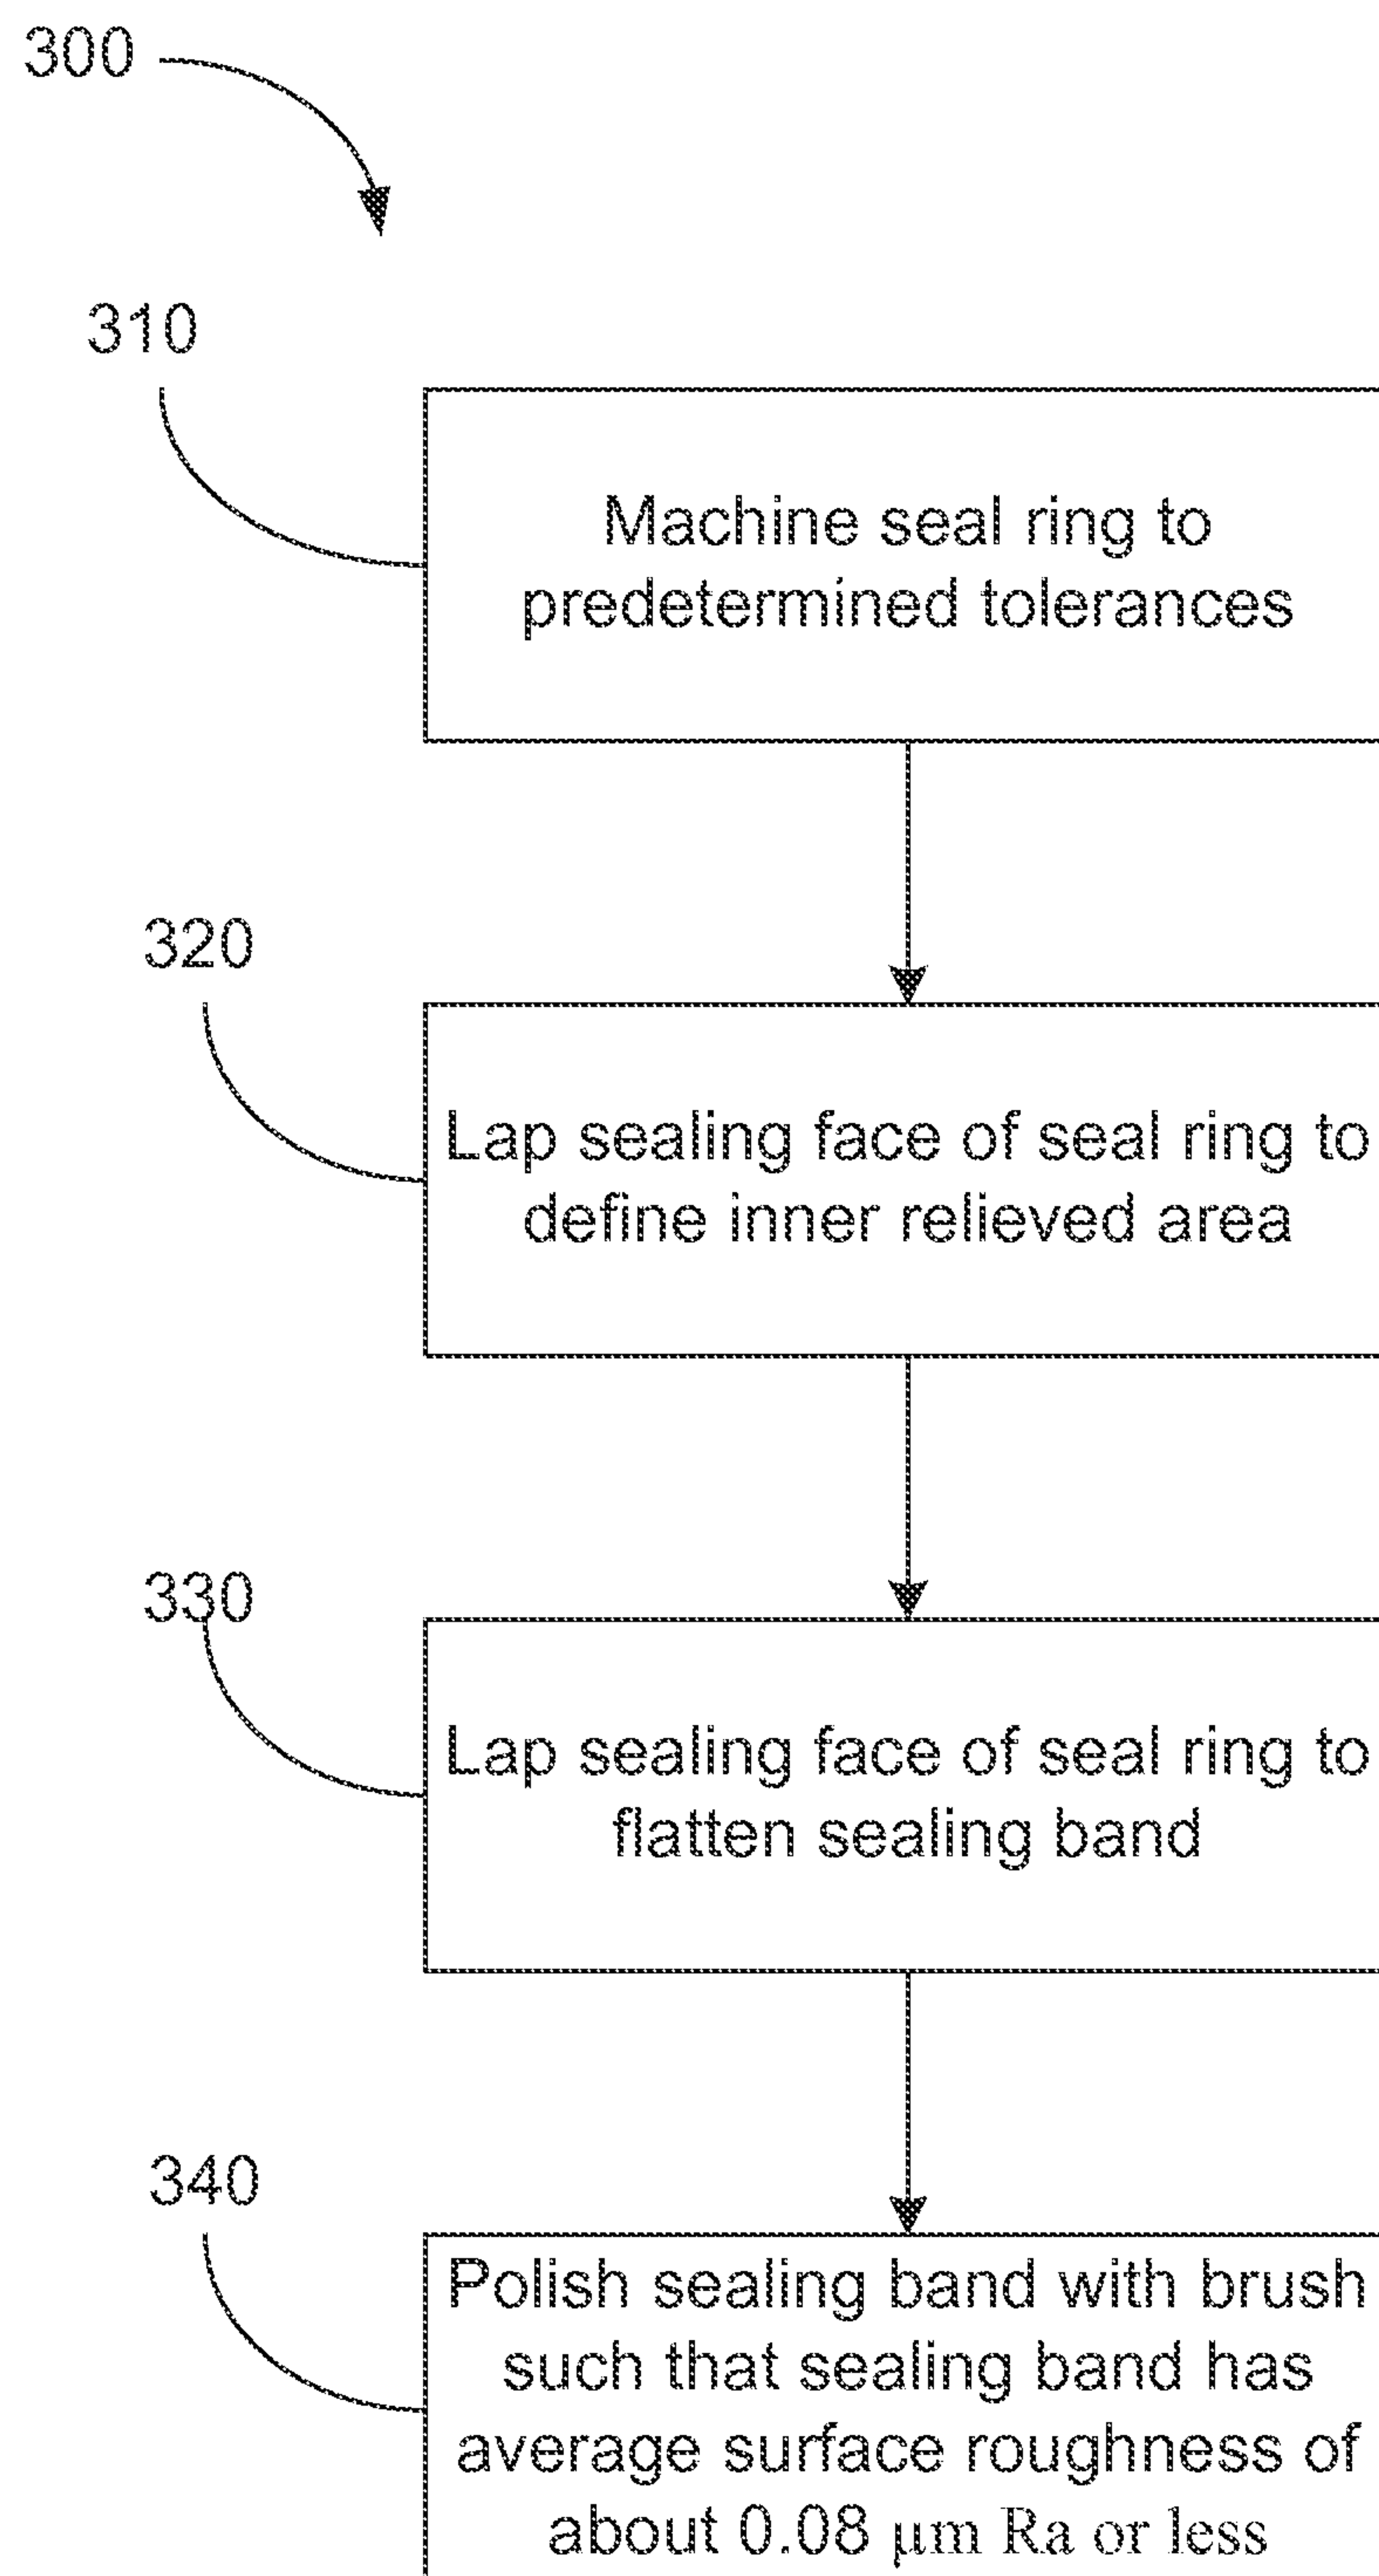 300
310
Machine seal ring to
predetermined tolerances
320
Lap sealing face of seal ring to
define inner relieved area
330
Lap sealing face of seal ring to
flatten sealing band
340
Polish sealing band with brush
such that sealing band has
average surface roughness of
about 0.08 µm Ra or less